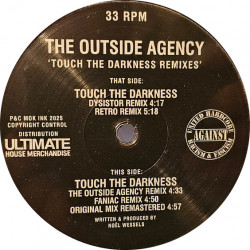 33 RPM
THE OUTSIDE AGENCY
'TOUCH THE DARKNESS REMIXES'
THAT SIDE:
TOUCH THE DARKNESS
DYSISTOR REMIX 4:17
RETRO REMIX 5:18
P&C MOK INK 2025
COPYRIGHT CONTROL
DISTRIBUTION
ULTIMATE
HOUSE MERCHANDISE
UNITED HARDCORE
AGAINST
RACISM & FASCISM
THIS SIDE:
TOUCH THE DARKNESS
THE OUTSIDE AGENCY REMIX 4:33
FANIAC REMIX 4:50
ORIGINAL MIX REMASTERED 4:57
WRITTEN & PRODUCED BY
NOËL WESSELS